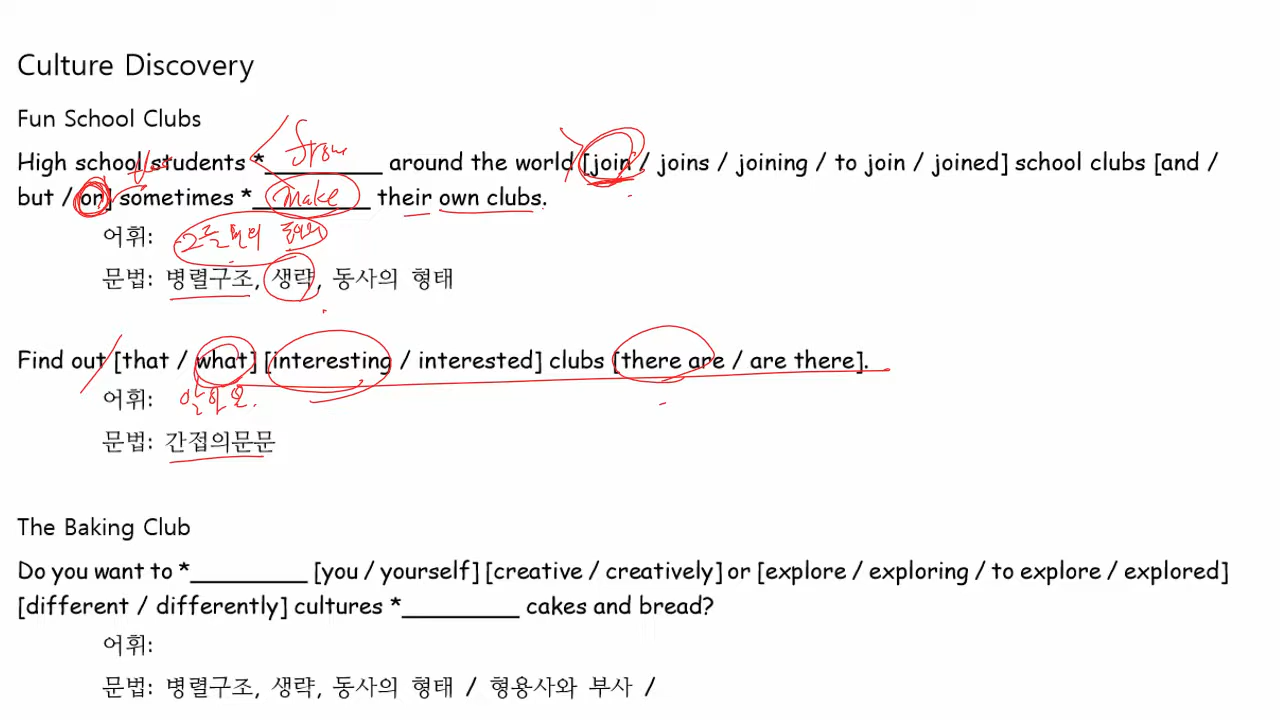 Culture Discovery
Fun School Clubs
from
High school students *_________ around the world [join / joins / joining / to join / joined] school clubs [and /
but / or] sometimes *_________ their own clubs.
make
어휘:
문법: 병렬구조, 생략, 동사의 형태
Find out [that / what] [interesting / interested] clubs [there are / are there].
어휘:
문법: 간접의문문
The Baking Club
Do you want to *_________ [you / yourself] [creative / creatively] or [explore / exploring / to explore / explored]
[different / differently] cultures *_________ cakes and bread?
어휘:
문법: 병렬구조, 생략, 동사의 형태 / 형용사와 부사 /